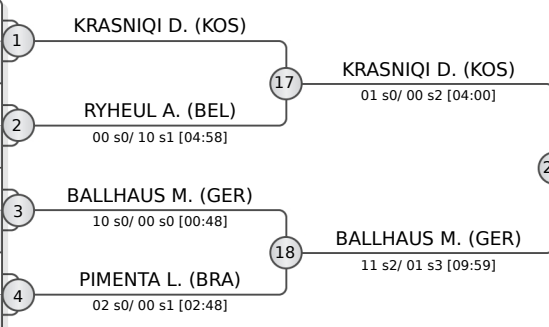 KRASNIQI D. (KOS)
1
KRASNIQI D. (KOS)
17
01 s0/ 00 s2 [04:00]
RYHEUL A. (BEL)
2
00 s0/ 10 s1 [04:58]
BALLHAUS M. (GER)
3
10 s0/ 00 s0 [00:48]
BALLHAUS M. (GER)
18
11 s2/ 01 s3 [09:59]
PIMENTA L. (BRA)
4
02 s0/ 00 s1 [02:48]